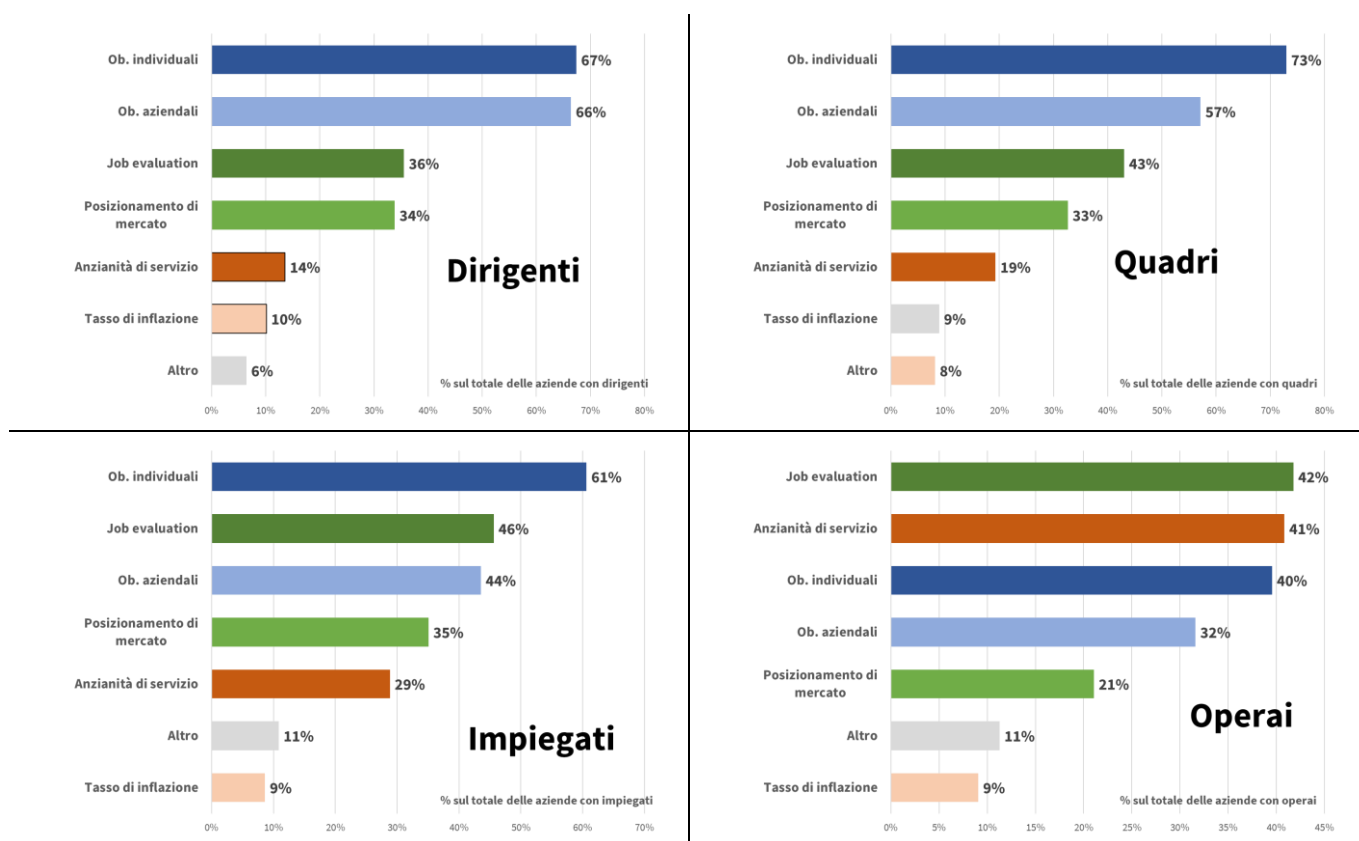 Ob. individuali 67%
Ob. aziendali 66%
Job evaluation 36%
Posizionamento di
mercato 34%
Anzianità di servizio 14%
Tasso di inflazione 10%
Altro 6%
Dirigenti
% sul totale delle aziende con dirigenti
0% 10% 20% 30% 40% 50% 60% 70% 80%
Ob. individuali 73%
Ob. aziendali 57%
Job evaluation 43%
Posizionamento di
mercato 33%
Anzianità di servizio 19%
Tasso di inflazione 9%
Altro 8%
Quadri
% sul totale delle aziende con quadri
0% 10% 20% 30% 40% 50% 60% 70% 80%
Ob. individuali 61%
Job evaluation 46%
Ob. aziendali 44%
Posizionamento di
mercato 35%
Anzianità di servizio 29%
Altro 11%
Tasso di inflazione 9%
Impiegati
% sul totale delle aziende con impiegati
0% 10% 20% 30% 40% 50% 60% 70%
Job evaluation 42%
Anzianità di servizio 41%
Ob. individuali 40%
Ob. aziendali 32%
Posizionamento di
mercato 21%
Altro 11%
Tasso di inflazione 9%
Operai
% sul totale delle aziende con operai
0% 5% 10% 15% 20% 25% 30% 35% 40% 45%